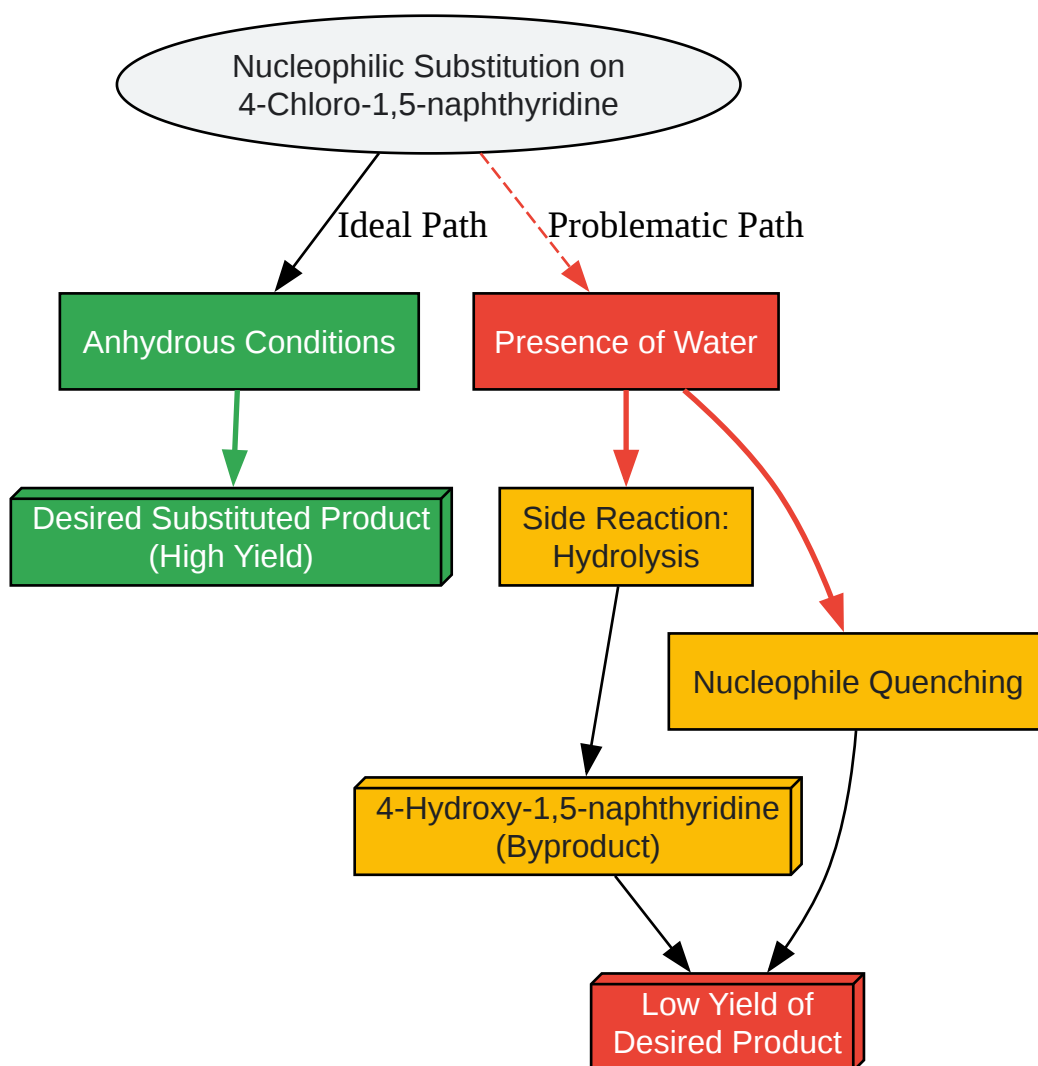 Nucleophilic Substitution on
4-Chloro-1,5-naphthyridine
Ideal Path
Problematic Path
Anhydrous Conditions
Presence of Water
Desired Substituted Product
(High Yield)
Side Reaction:
Hydrolysis
Nucleophile Quenching
4-Hydroxy-1,5-naphthyridine
(Byproduct)
Low Yield of
Desired Product